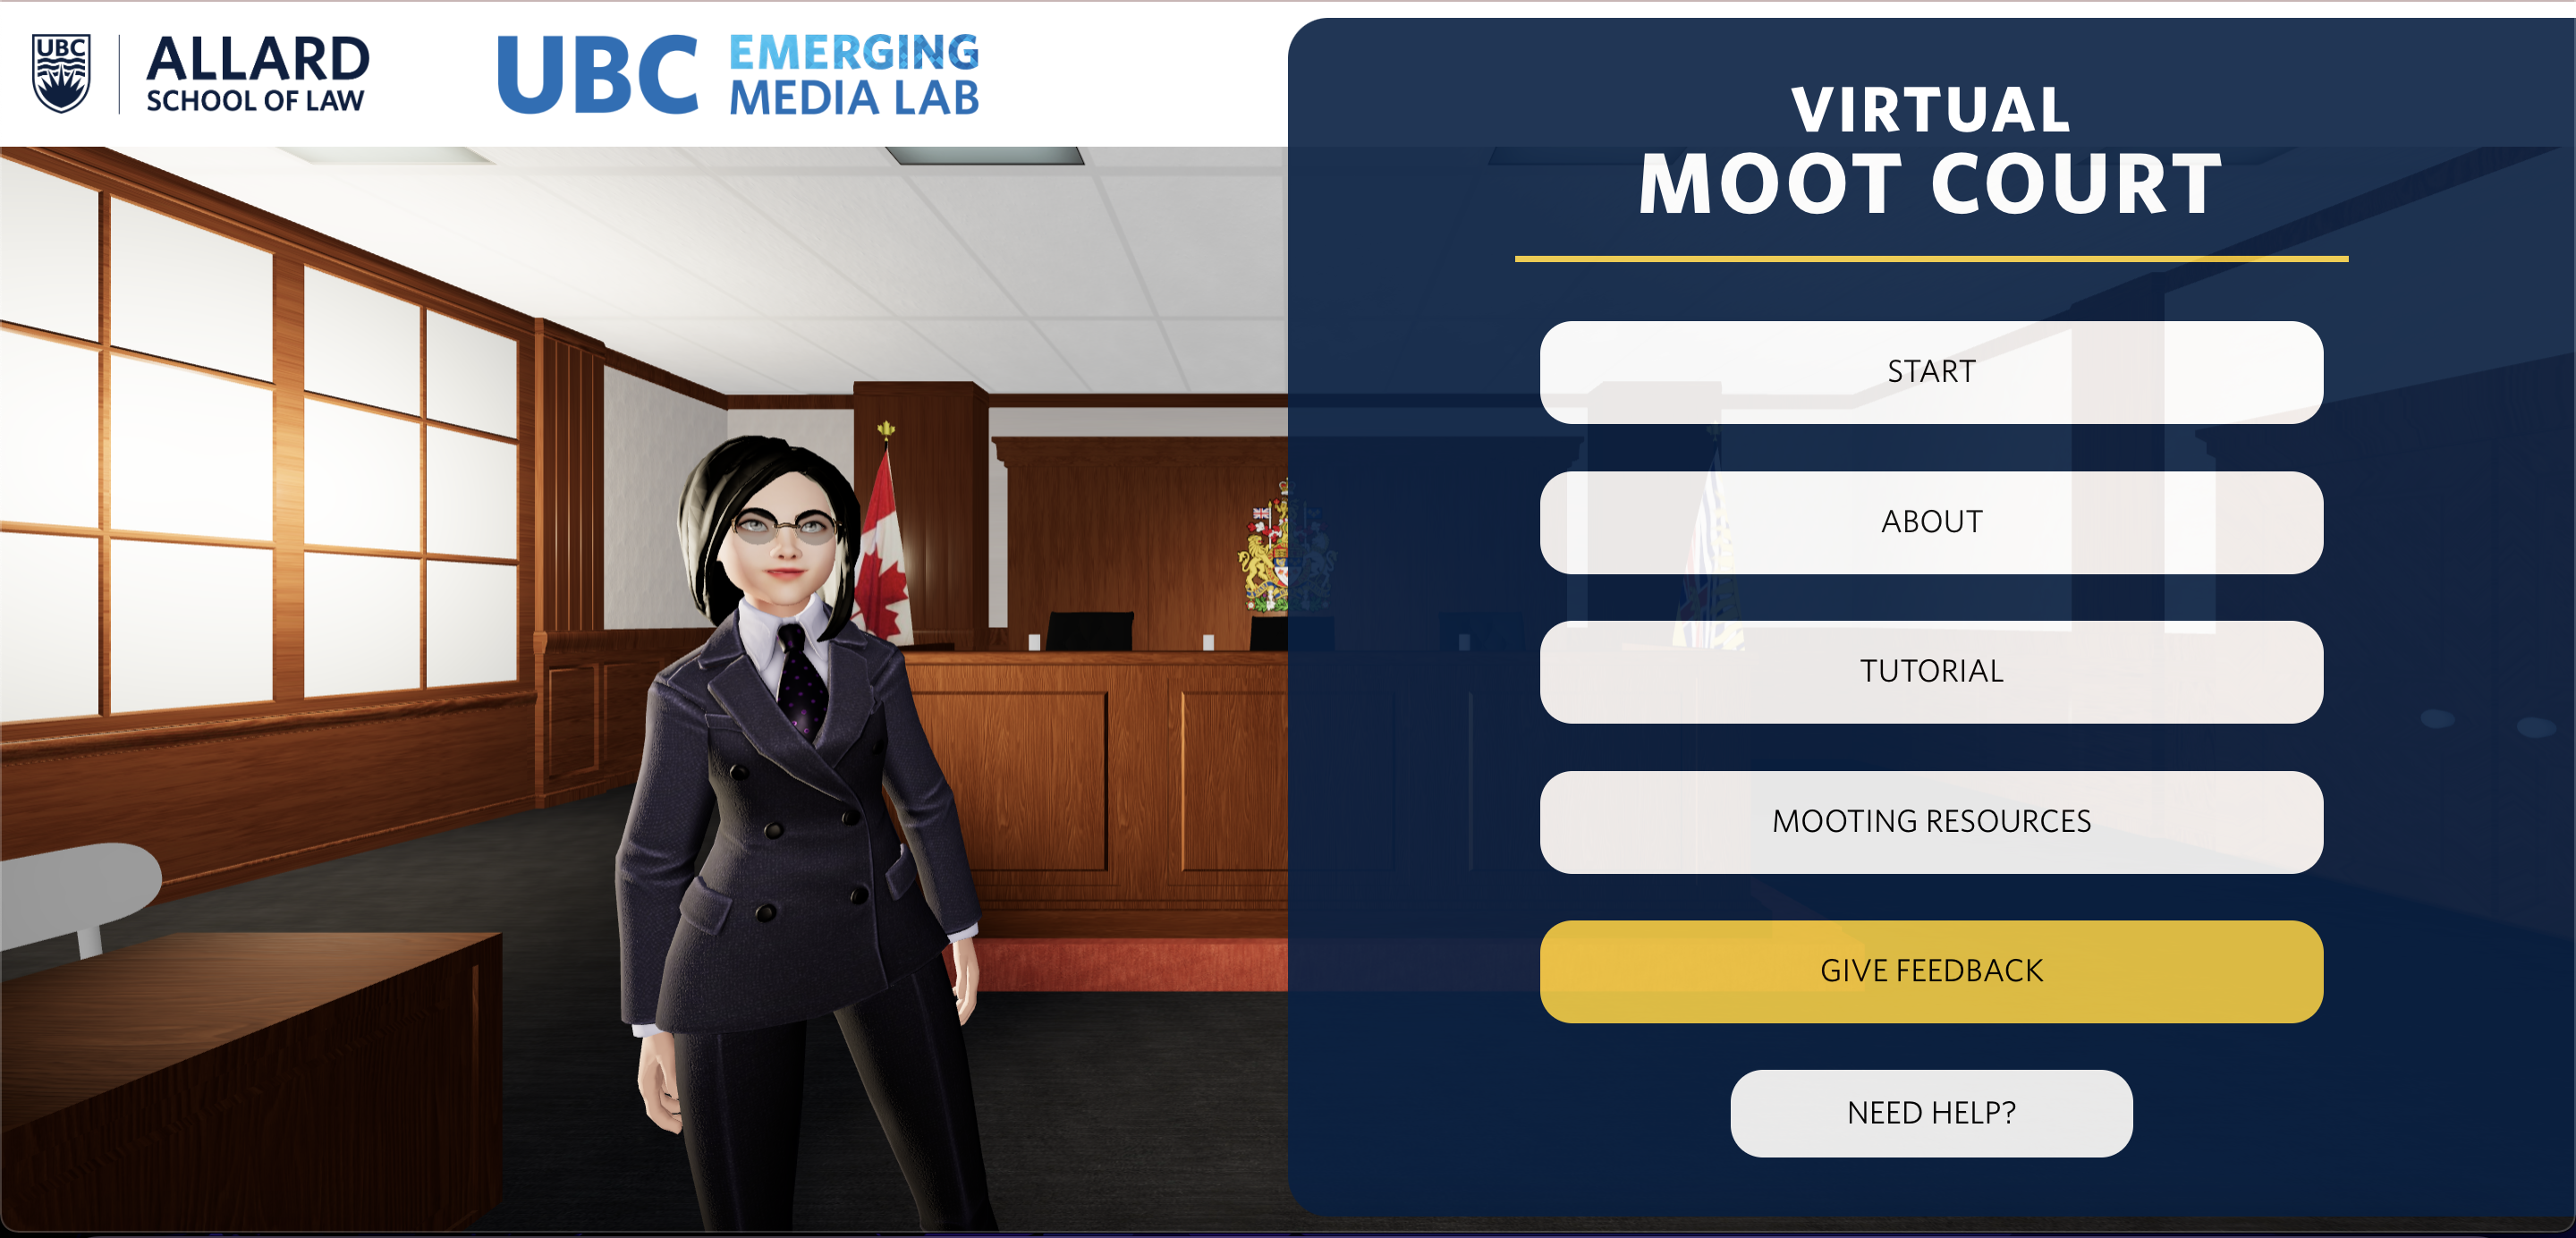 UBC
ALLARD
SCHOOL OF LAW
UBC
EMERGING
MEDIA LAB
VIRTUAL
MOOT COURT
START
ABOUT
TUTORIAL
MOOTING RESOURCES
GIVE FEEDBACK
NEED HELP?